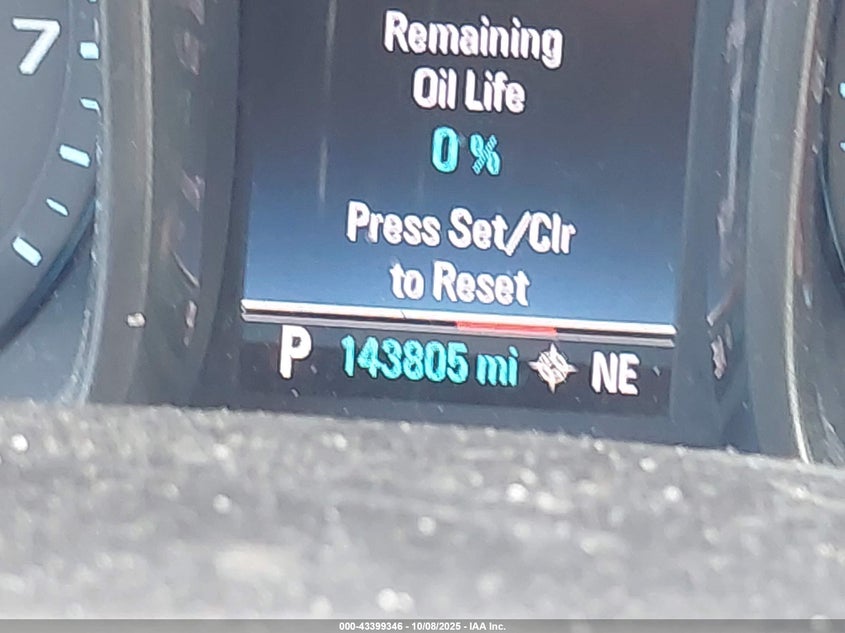 7
Remaining
Oil Life
0 %
Press Set/Clr
to Reset
P 143805 mi NE
000-43399346 - 10/08/2025 - IAA Inc.